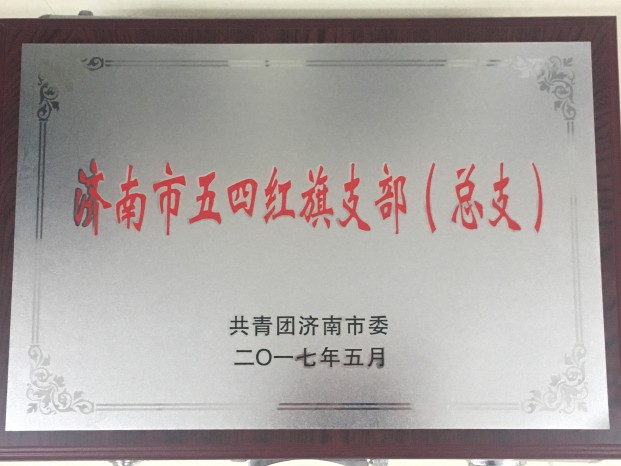 济南市五四红旗支部（总支）
共青团济南市委
二〇一七年五月